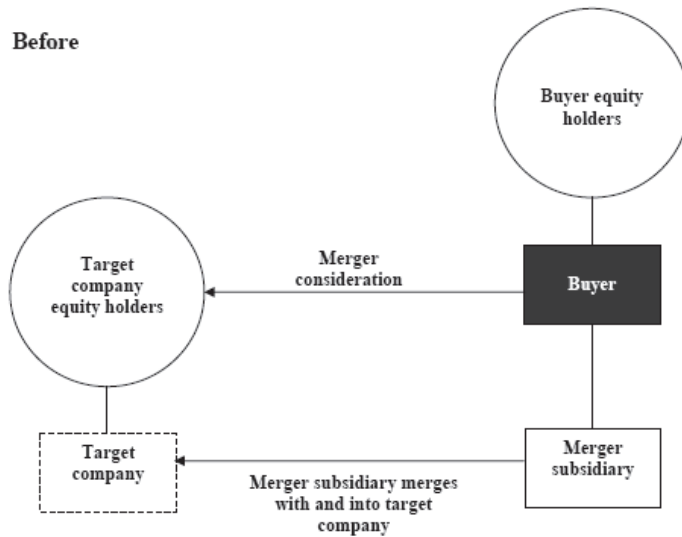 Before
Buyer equity
holders
Target
company
equity holders
Merger
consideration
Buyer
Target
company
Merger
subsidiary
Merger subsidiary merges
with and into target
company